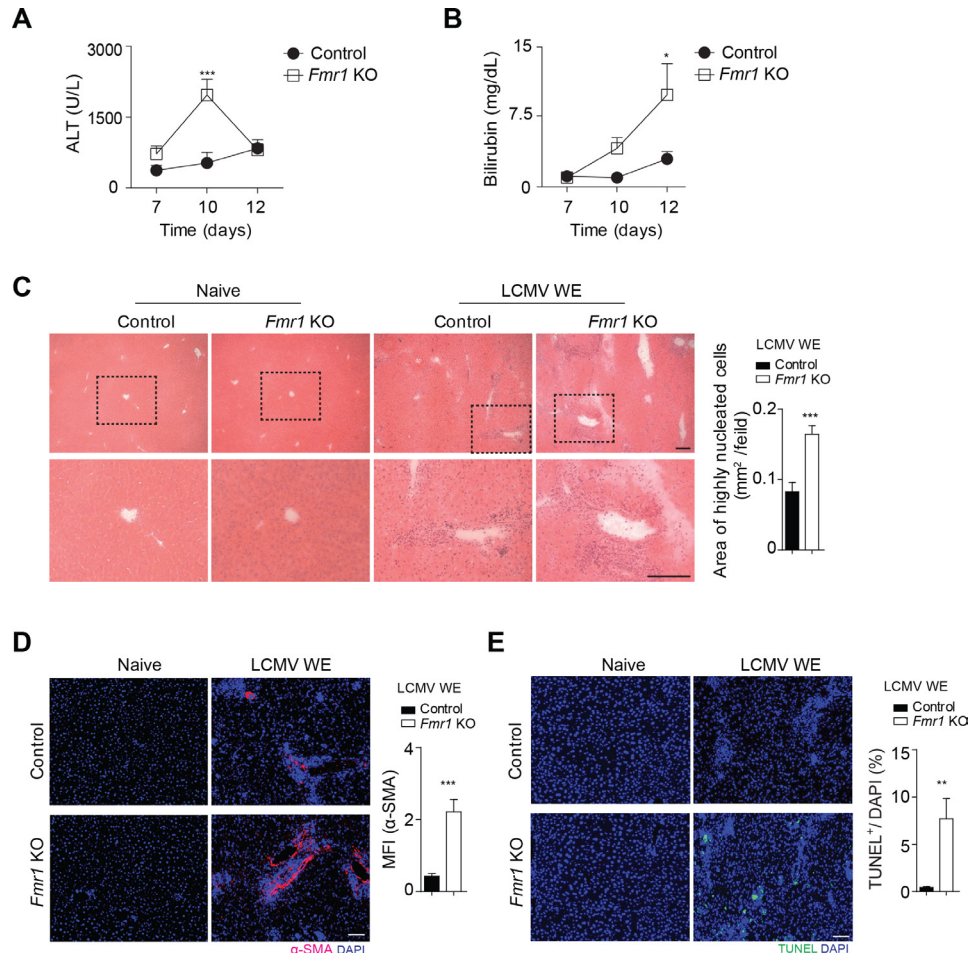 A
ALT (U/L)
3000
1500
0
7 10 12
Time (days)
Control
Fmr1 KO
***
B
Bilirubin (mg/dL)
15
7.5
0
7 10 12
Time (days)
Control
Fmr1 KO
*
C
Naive LCMV WE
Control Fmr1 KO Control Fmr1 KO
LCMV WE
Control
Fmr1 KO
Area of highly nucleated cells
(mm² /feild)
0.2
0.1
0
***
D
Naive LCMV WE
Control
Fmr1 KO
α-SMA DAPI
LCMV WE
Control
Fmr1 KO
MFI (α-SMA)
4
2
0
***
E
Naive LCMV WE
Control
Fmr1 KO
TUNEL DAPI
LCMV WE
Control
Fmr1 KO
TUNEL⁺/ DAPI (%)
15
10
5
0
**